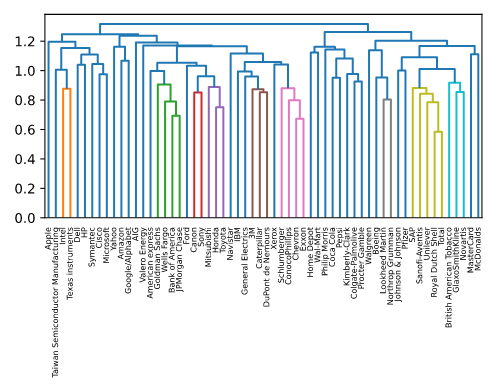 1.2
1.0
0.8
0.6
0.4
0.2
0.0
Apple
Taiwan Semiconductor Manufacturing
Intel
Texas instruments
Dell
HP
Symantec
Cisco
Microsoft
Yahoo
Amazon
Google/Alphabet
AIG
Valero Energy
American express
Goldman Sachs
Wells Fargo
Bank of America
JPMorgan Chase
Ford
Canon
Sony
Mitsubishi
Honda
Toyota
Navistar
IBM
General Electrics
3M
Caterpillar
DuPont de Nemours
Xerox
Schlumberger
ConocoPhillips
Chevron
Exxon
Home Depot
Wal-Mart
Philip Morris
Coca Cola
Pepsi
Kimberly-Clark
Colgate-Palmolive
Procter Gamble
Walgreen
Boeing
Lookheed Martin
Northrop Grumman
Johnson & Johnson
Pfizer
SAP
Sanofi-Aventis
Unilever
Royal Dutch Shell
Total
British American Tobacco
GlaxoSmithKline
Novartis
MasterCard
McDonalds